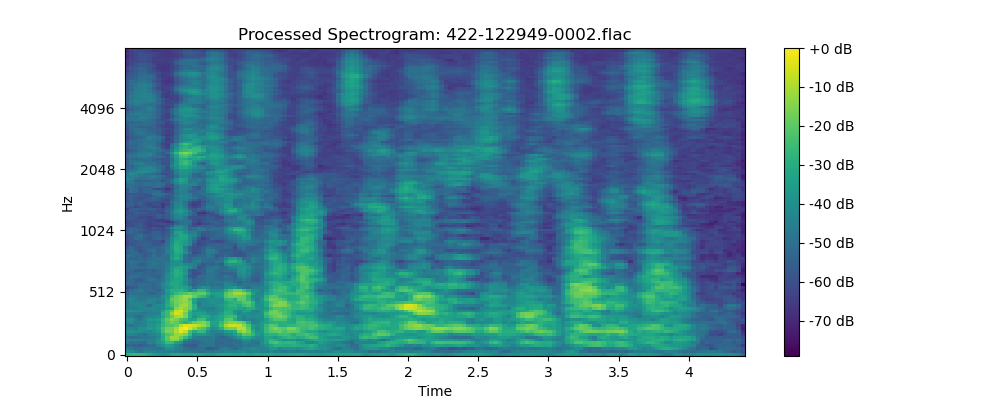 Processed Spectrogram: 422-122949-0002.flac
+0 dB
-10 dB
4096
-20 dB
-30 dB
2048
Hz
-40 dB
1024
-50 dB
-60 dB
512
-70 dB
0
0 0.5 1 1.5 2 2.5 3 3.5 4
Time